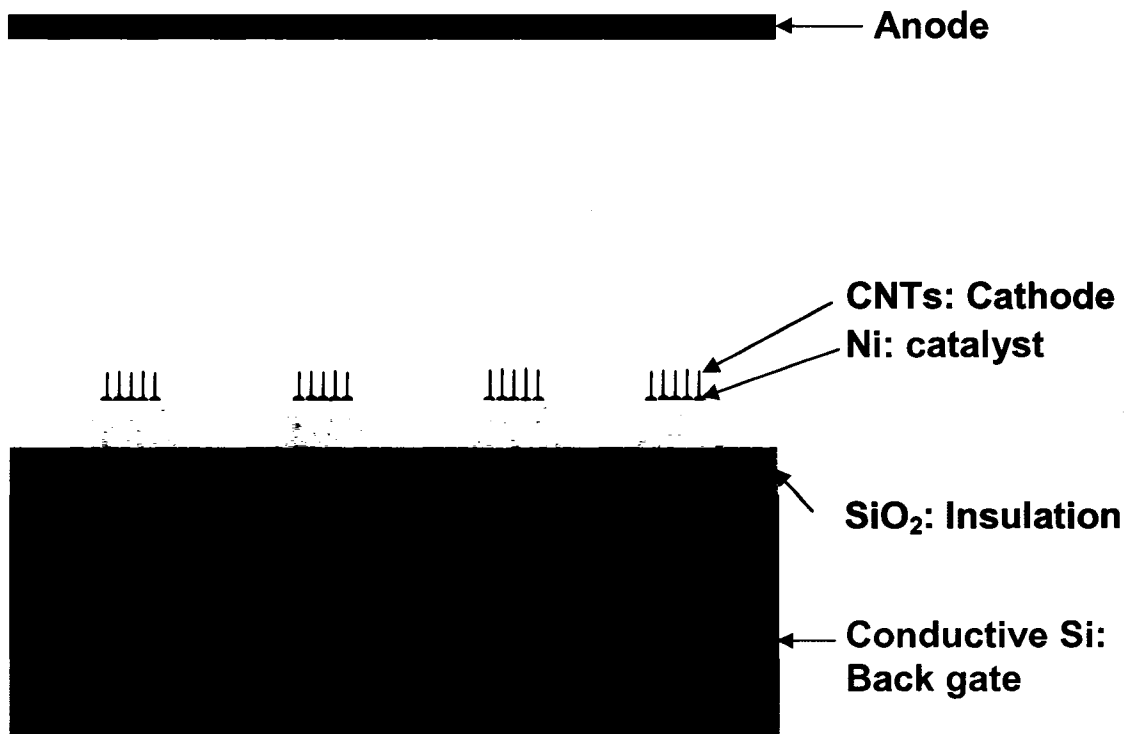 Anode
CNTs: Cathode
Ni: catalyst
SiO₂: Insulation
Conductive Si:
Back gate